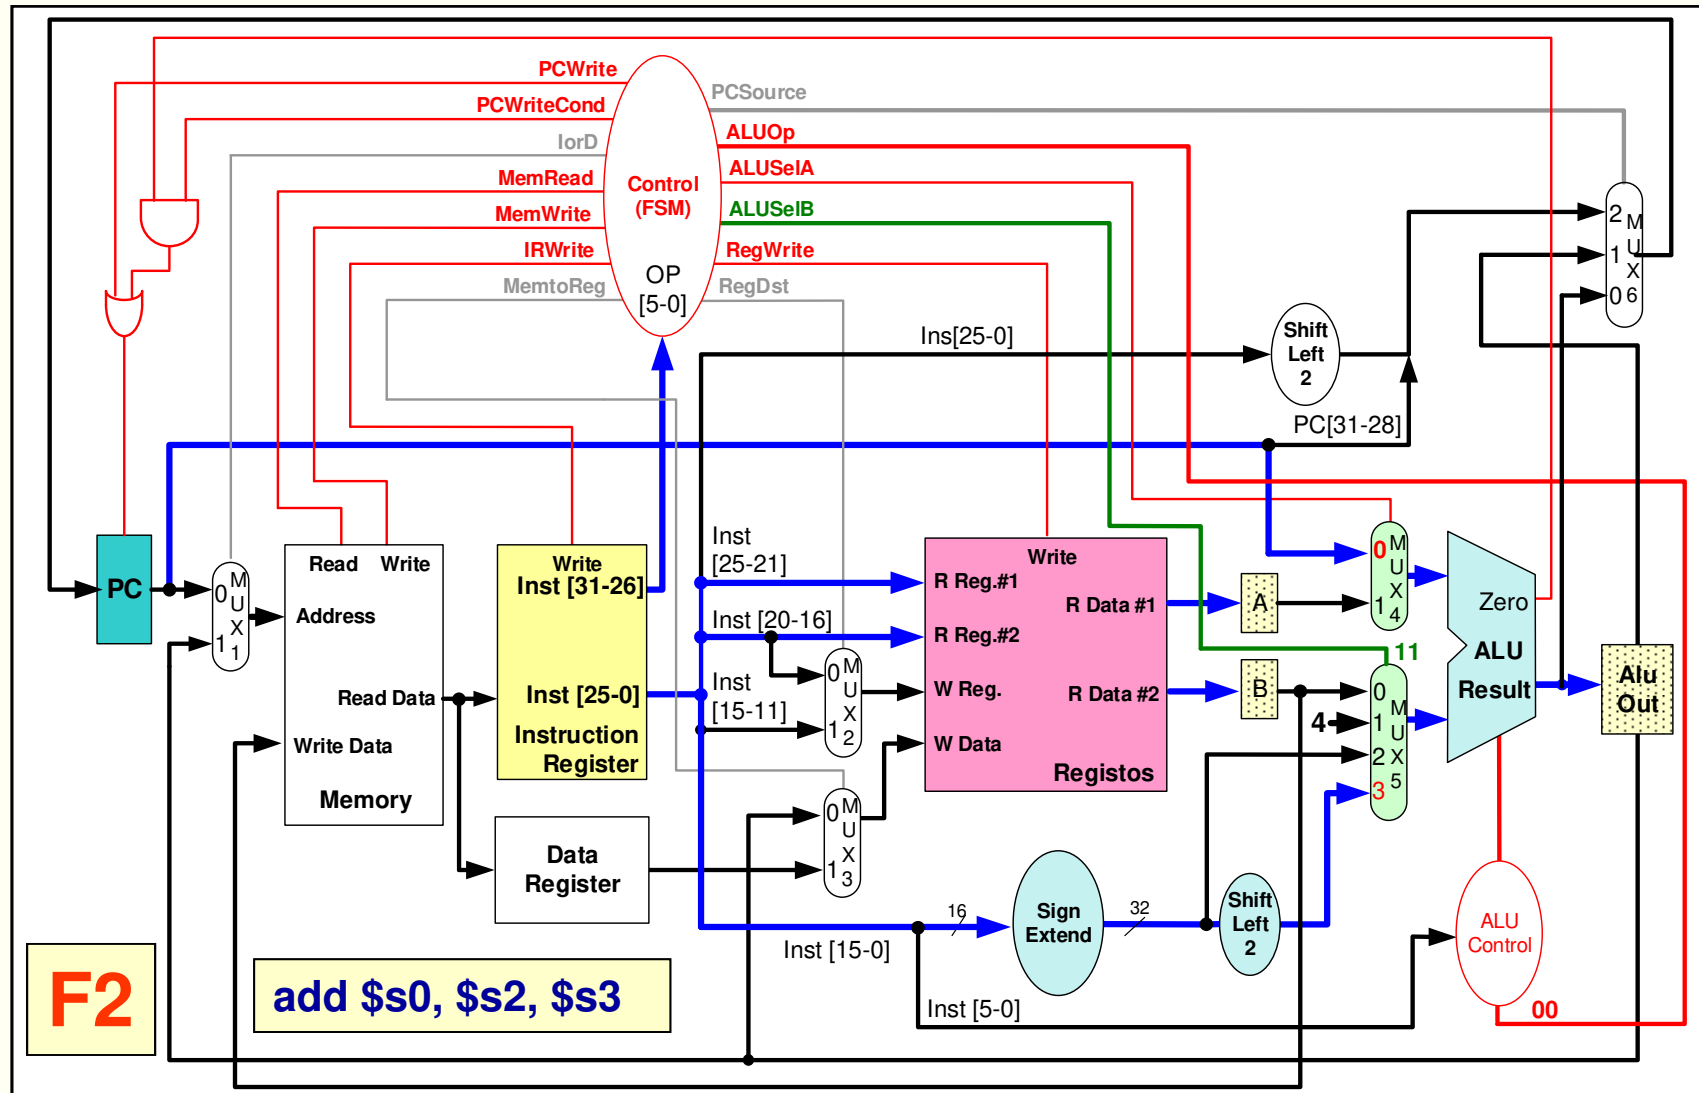 PCWrite
PCWriteCond
IorD
MemRead
MemWrite
IRWrite
MemtoReg
Control
(FSM)
OP
[5-0]
PCSource
ALUOp
ALUSelA
ALUSelB
RegWrite
RegDst
2
1
0
M
U
X
6
Ins[25-0]
Shift
Left
2
PC[31-28]
PC
0
1
M
U
X
1
Read Write
Address
Read Data
Write Data
Memory
Write
Inst [31-26]
Inst [25-0]
Instruction
Register
Data
Register
Inst
[25-21]
Inst [20-16]
Inst
[15-11]
0
1
M
U
X
2
0
1
M
U
X
3
Write
R Reg.#1
R Reg.#2
W Reg.
W Data
R Data #1
R Data #2
Registos
A
B
0
1
M
U
X
4
11
4
0
1
2
3
M
U
X
5
Zero
ALU
Result
Alu
Out
16
Sign
Extend
32
Shift
Left
2
Inst [15-0]
Inst [5-0]
ALU
Control
00
F2
add $s0, $s2, $s3